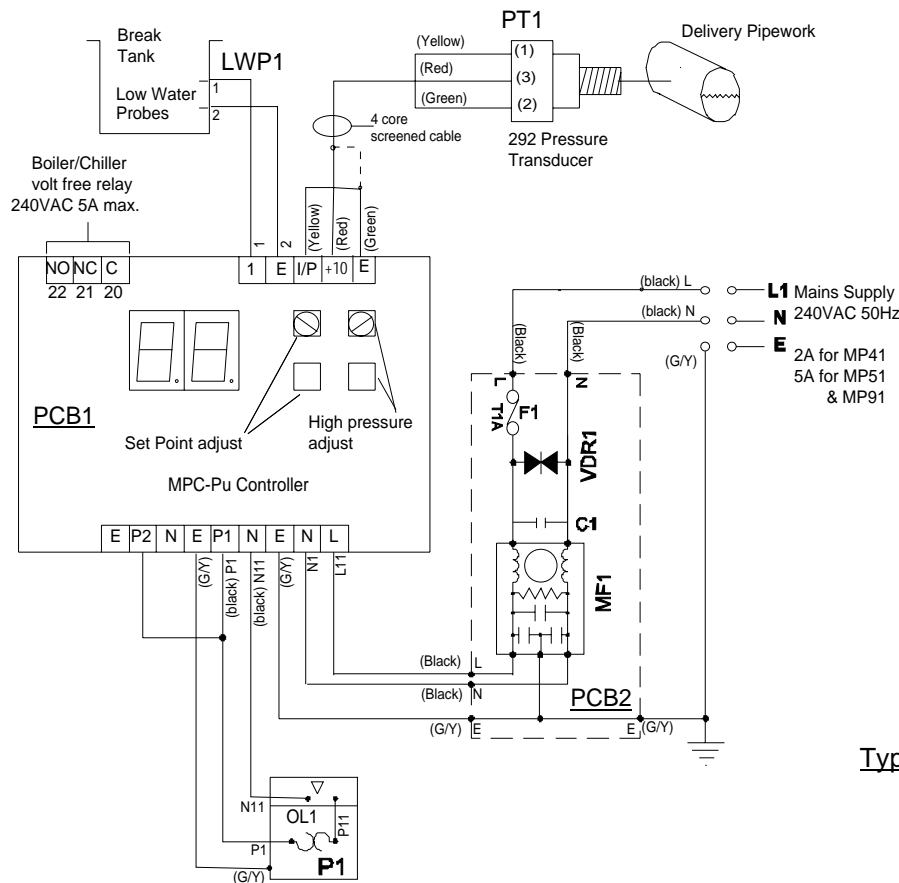 Break
Tank
LWP1
Low Water
Probes
1
2
PT1
(Yellow)
(Red)
(Green)
(1)
(3)
(2)
Delivery Pipework
4 core
screened cable
292 Pressure
Transducer
Boiler/Chiller
volt free relay
240VAC 5A max.
1
2
(Yellow)
(Red)
(Green)
NO NC C
22 21 20
1 E I/P +10 E
PCB1
Set Point adjust
High pressure
adjust
MPC-Pu Controller
E P2 N E P1 N E N L
(G/Y)
(black) P1
(black) N11
(G/Y)
N1
L11
(black) L
(black) N
(G/Y)
L1 Mains Supply
N 240VAC 50Hz
E
2A for MP41
5A for MP51
& MP91
(Black)
(Black)
L
N
T1A
F1
VDR1
C1
MF1
(Black) L
(Black) N
PCB2
(G/Y) E
E (G/Y)
N11
OL1
P11
P1
P1
(G/Y)
Typ